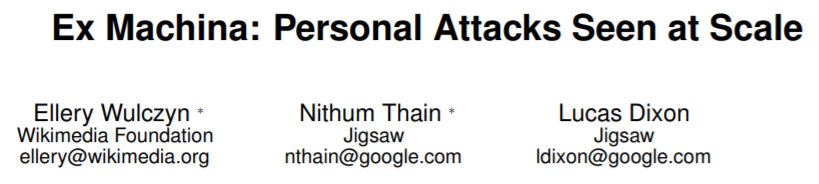 Ex Machina: Personal Attacks Seen at Scale
Ellery Wulczyn * Nithum Thain * Lucas Dixon
Wikimedia Foundation Jigsaw Jigsaw
ellery@wikimedia.org nthain@google.com ldixon@google.com